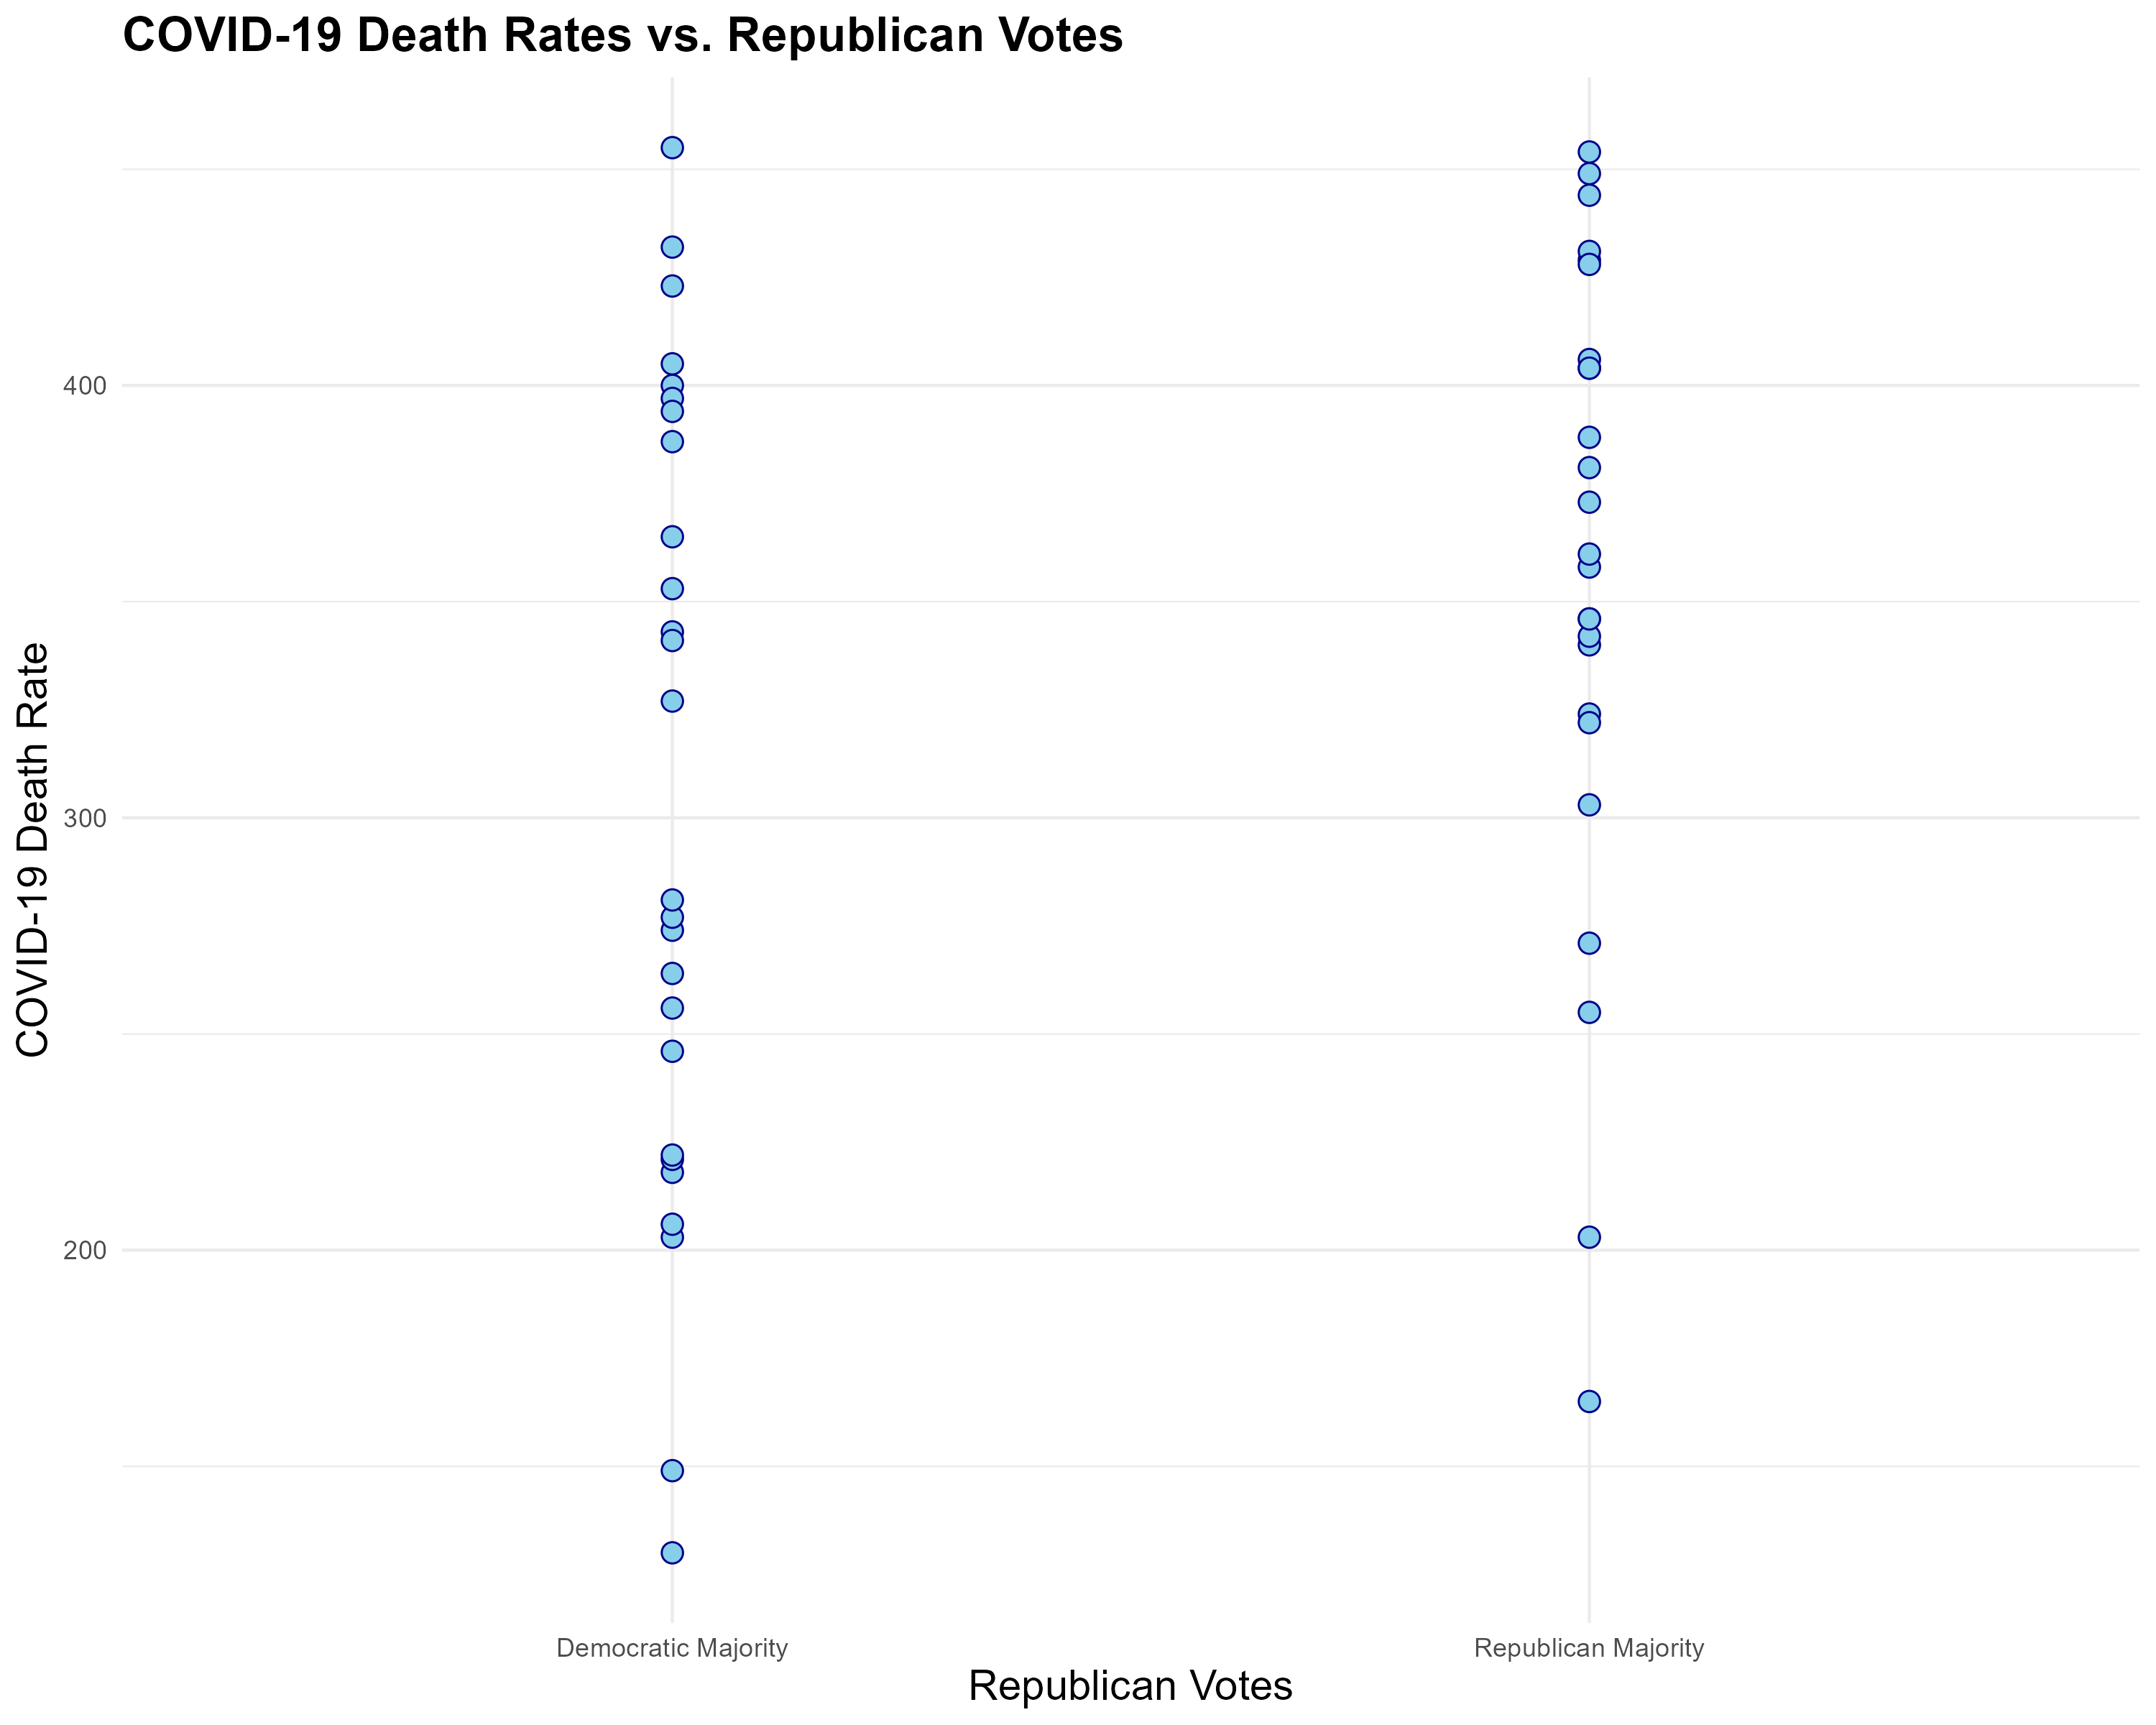 COVID-19 Death Rates vs. Republican Votes
COVID-19 Death Rate
400
300
200
Democratic Majority
Republican Majority
Republican Votes